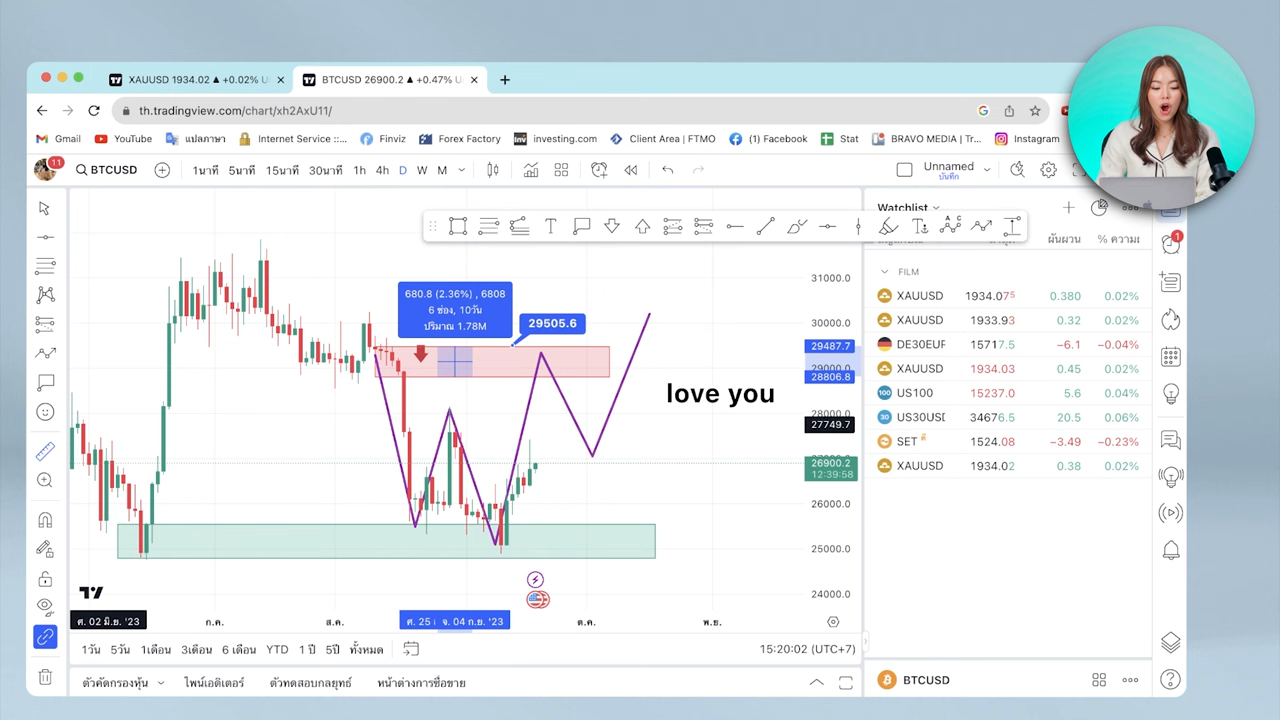 XAUUSD 1934.02 ▲ +0.02% U
BTCUSD 26900.2 ▲ +0.47% U
th.tradingview.com/chart/xh2AxU11/
Gmail
YouTube
แปลภาษา
Internet Service ::...
Finviz
Forex Factory
investing.com
Client Area | FTMO
(1) Facebook
Stat
BRAVO MEDIA | Tr...
Instagram
11
BTCUSD
1นาที
5นาที
15นาที
30นาที
1h
4h
D
W
M
Unnamed
บันทึก
Watchlist
ผันผวน
% ความเ
FILM
XAUUSD 1934.075 0.380 0.02%
XAUUSD 1933.93 0.32 0.02%
DE30EUF 15717.5 −6.1 −0.04%
XAUUSD 1934.03 0.45 0.02%
US100 15237.0 5.6 0.04%
US30USI 34676.5 20.5 0.06%
SET 1524.08 −3.49 −0.23%
XAUUSD 1934.02 0.38 0.02%
680.8 (2.36%) , 6808
6 ช่อง, 10วัน
ปริมาณ 1.78M
29505.6
love you
31000.0
30000.0
29487.7
29000.0
28806.8
28000.0
27749.7
26900.2
12:39:58
26000.0
25000.0
24000.0
ศ. 02 มิ.ย. '23
ก.ค.
ส.ค.
ศ. 25
จ. 04 ก.ย. '23
ต.ค.
พ.ย.
1วัน
5วัน
1เดือน
3เดือน
6 เดือน
YTD
1 ปี
5ปี
ทั้งหมด
15:20:02 (UTC+7)
ตัวคัดกรองหุ้น
ไพน์เอดิเตอร์
ตัวทดสอบกลยุทธ์
หน้าต่างการซื้อขาย
BTCUSD